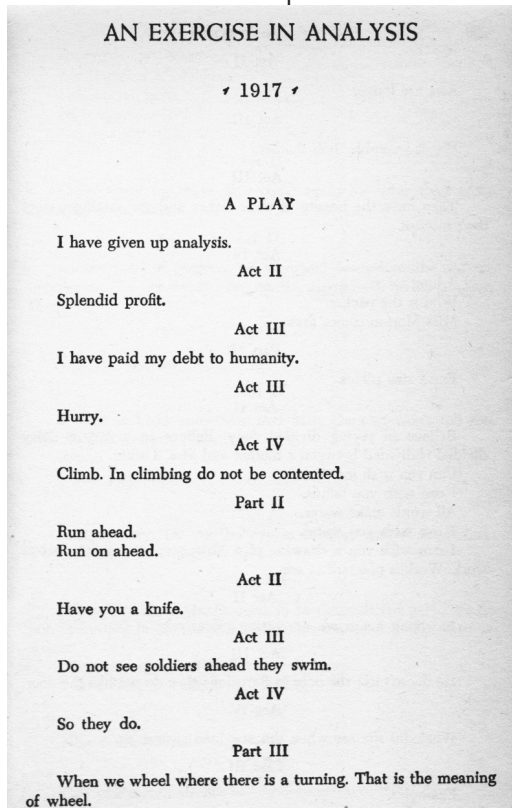 AN EXERCISE IN ANALYSIS
1917
A PLAY
I have given up analysis.
Act II
Splendid profit.
Act III
I have paid my debt to humanity.
Act III
Hurry.
Act IV
Climb. In climbing do not be contented.
Part II
Run ahead.
Run on ahead.
Act II
Have you a knife.
Act III
Do not see soldiers ahead they swim.
Act IV
So they do.
Part III
When we wheel where there is a turning. That is the meaning
of wheel.